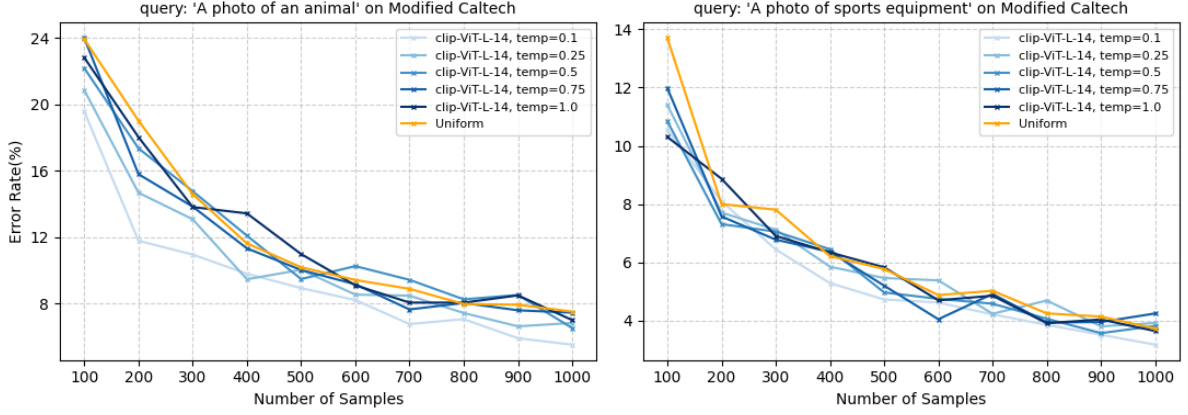 query: 'A photo of an animal' on Modified Caltech
24
20
16
12
8
Error Rate(%)
clip-ViT-L-14, temp=0.1
clip-ViT-L-14, temp=0.25
clip-ViT-L-14, temp=0.5
clip-ViT-L-14, temp=0.75
clip-ViT-L-14, temp=1.0
Uniform
100 200 300 400 500 600 700 800 900 1000
Number of Samples
query: 'A photo of sports equipment' on Modified Caltech
14
12
10
8
6
4
clip-ViT-L-14, temp=0.1
clip-ViT-L-14, temp=0.25
clip-ViT-L-14, temp=0.5
clip-ViT-L-14, temp=0.75
clip-ViT-L-14, temp=1.0
Uniform
100 200 300 400 500 600 700 800 900 1000
Number of Samples